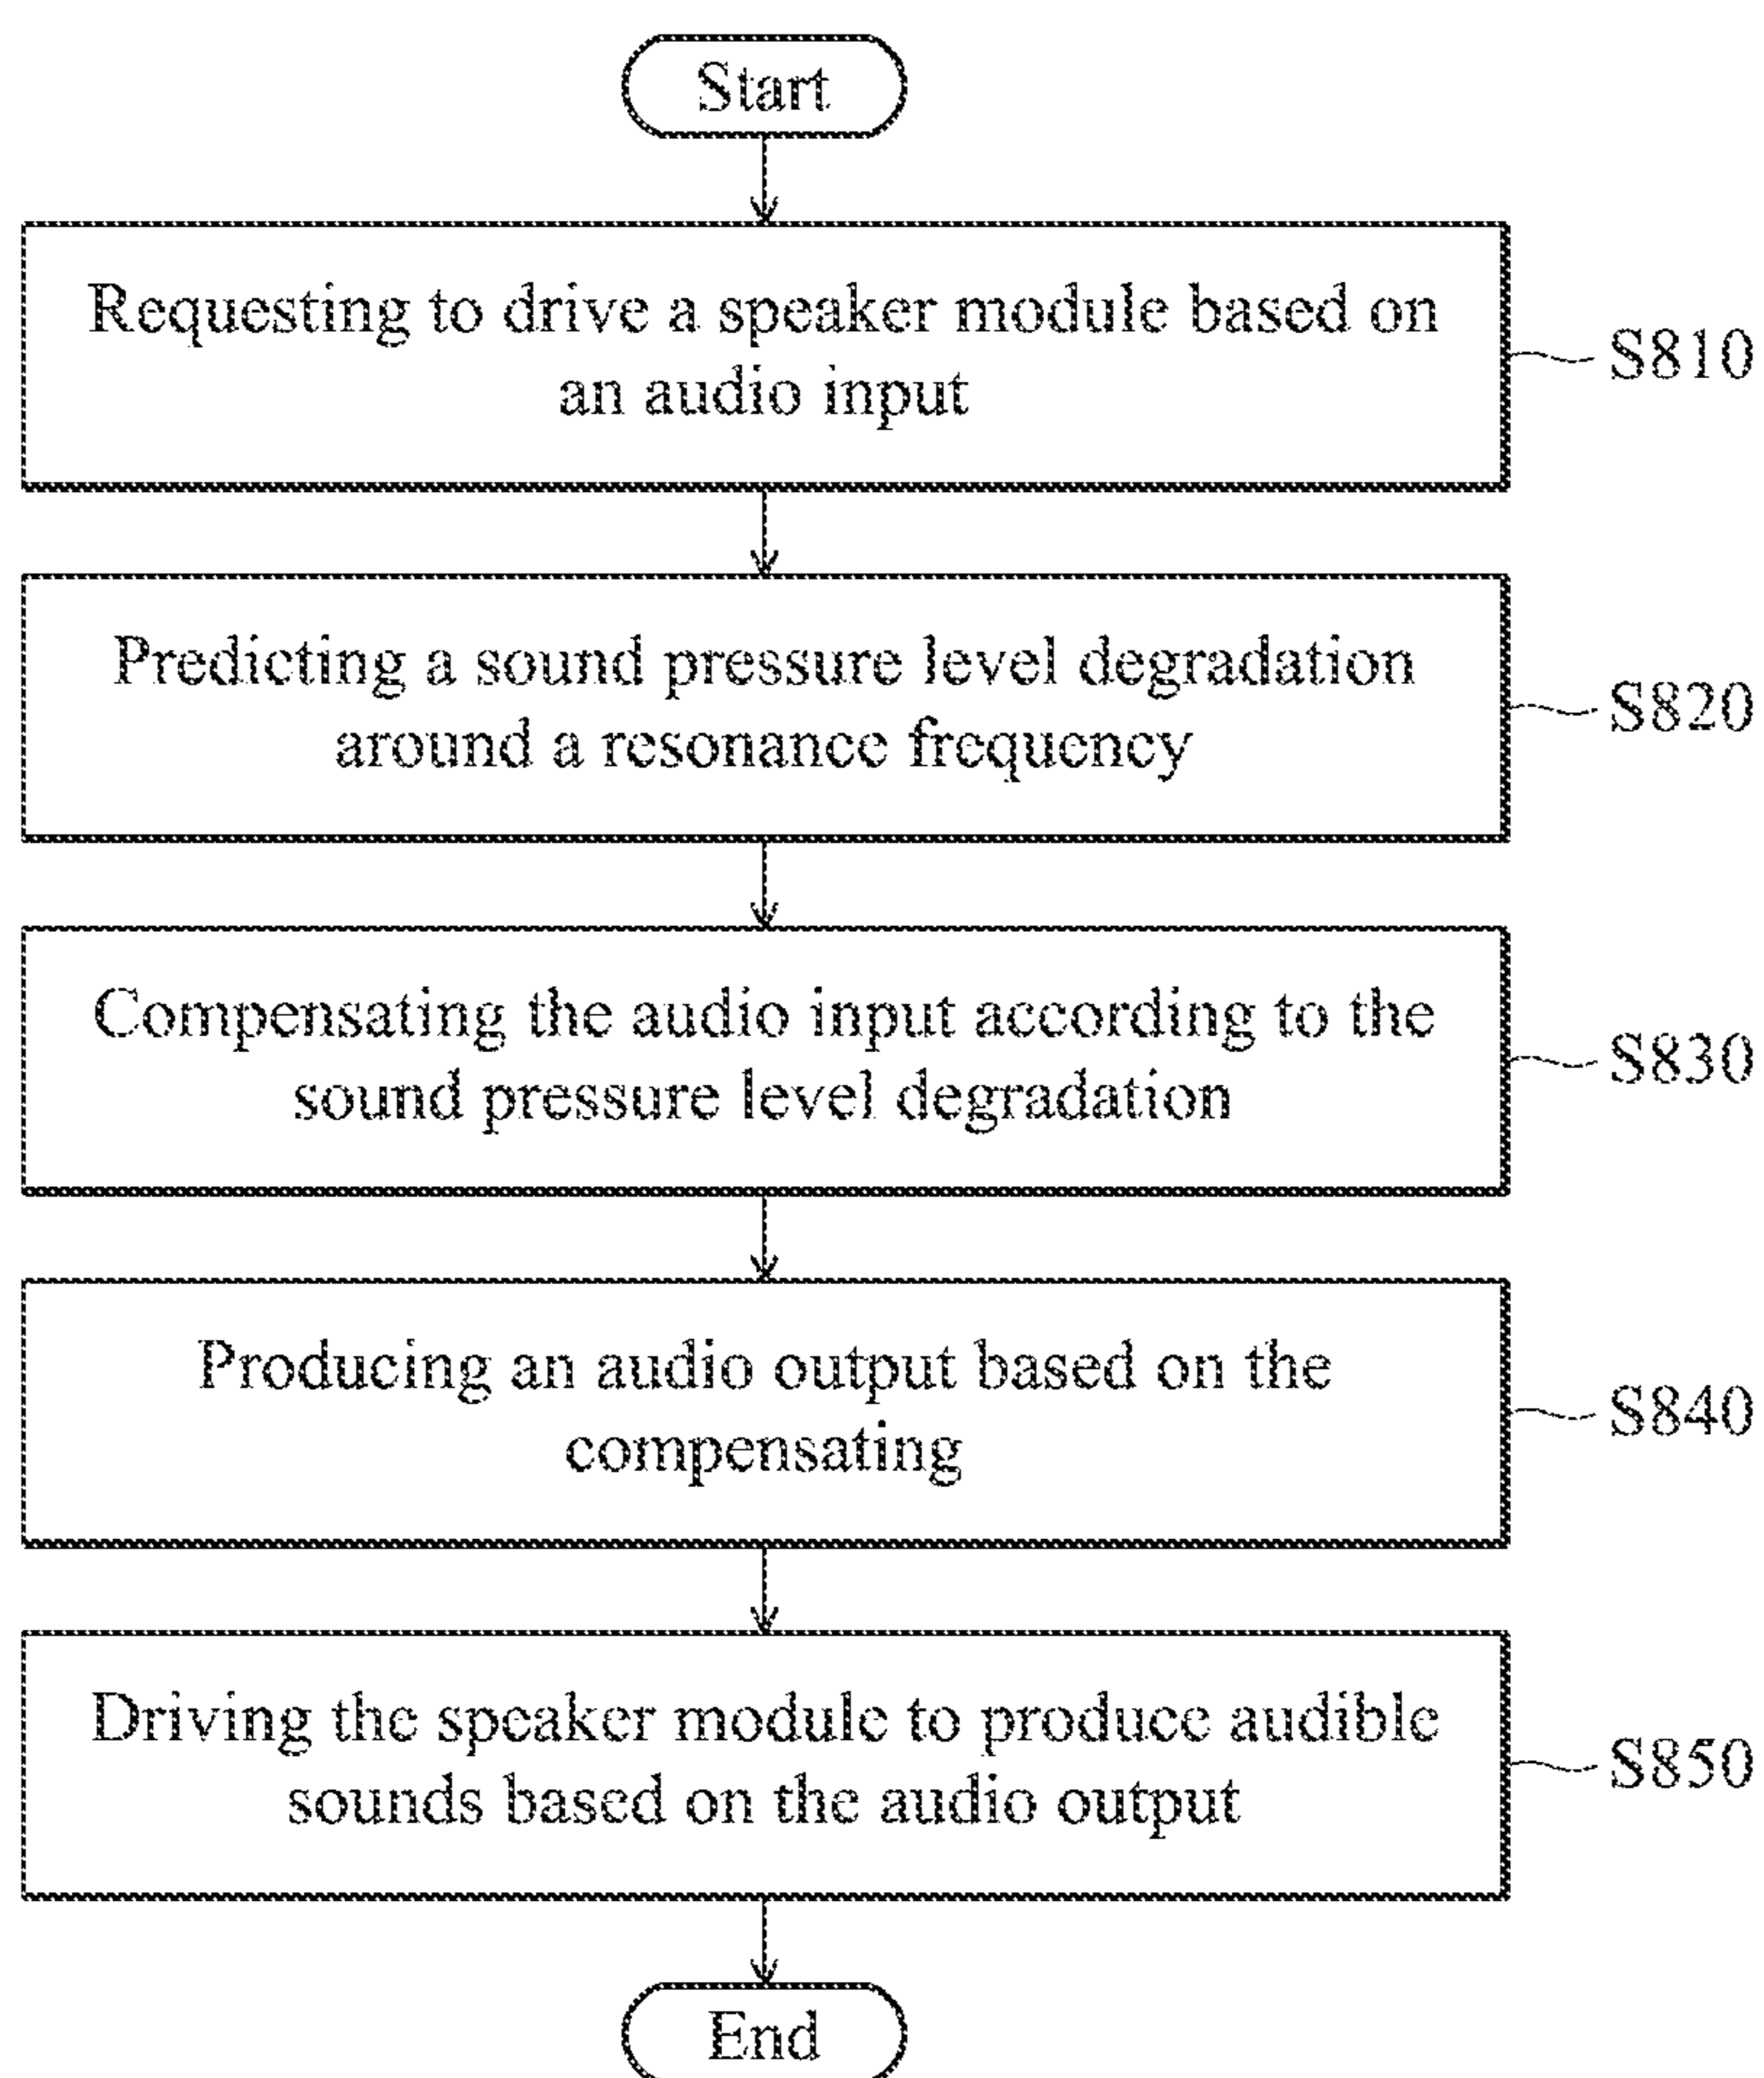 Start
Requesting to drive a speaker module based on
an audio input
S810
Predicting a sound pressure level degradation
around a resonance frequency
S820
Compensating the audio input according to the
sound pressure level degradation
S830
Producing an audio output based on the
compensating
S840
Driving the speaker module to produce audible
sounds based on the audio output
S850
End